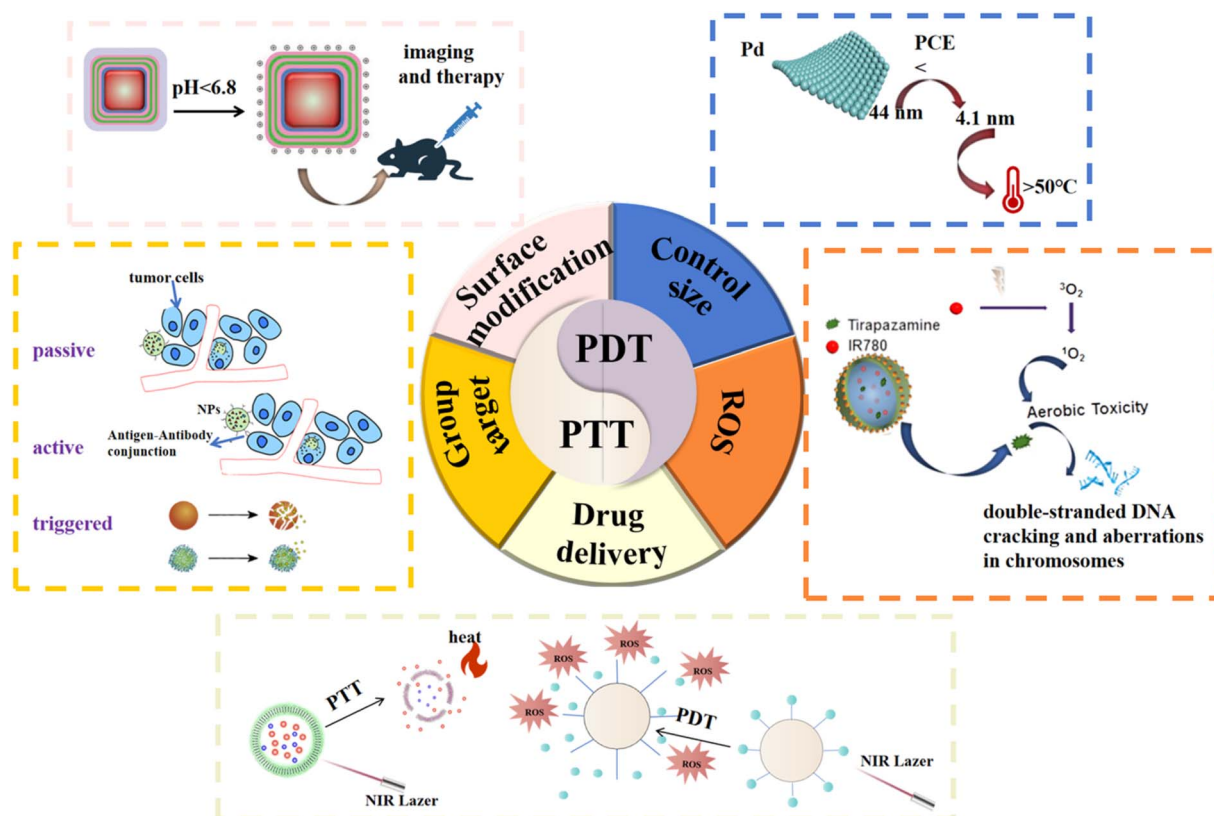 imaging
and therapy
pH<6.8
Pd
PCE
<
44 nm
4.1 nm
>50°C
tumor cells
passive
NPs
active
Antigen-Antibody
conjunction
triggered
Surface
modification
Control
size
Group
target
ROS
Drug
delivery
PDT
PTT
³O₂
Tirapazamine
IR780
¹O₂
Aerobic Toxicity
double-stranded DNA
cracking and aberrations
in chromosomes
heat
PTT
NIR Lazer
ROS
ROS
ROS
ROS
ROS
PDT
NIR Lazer